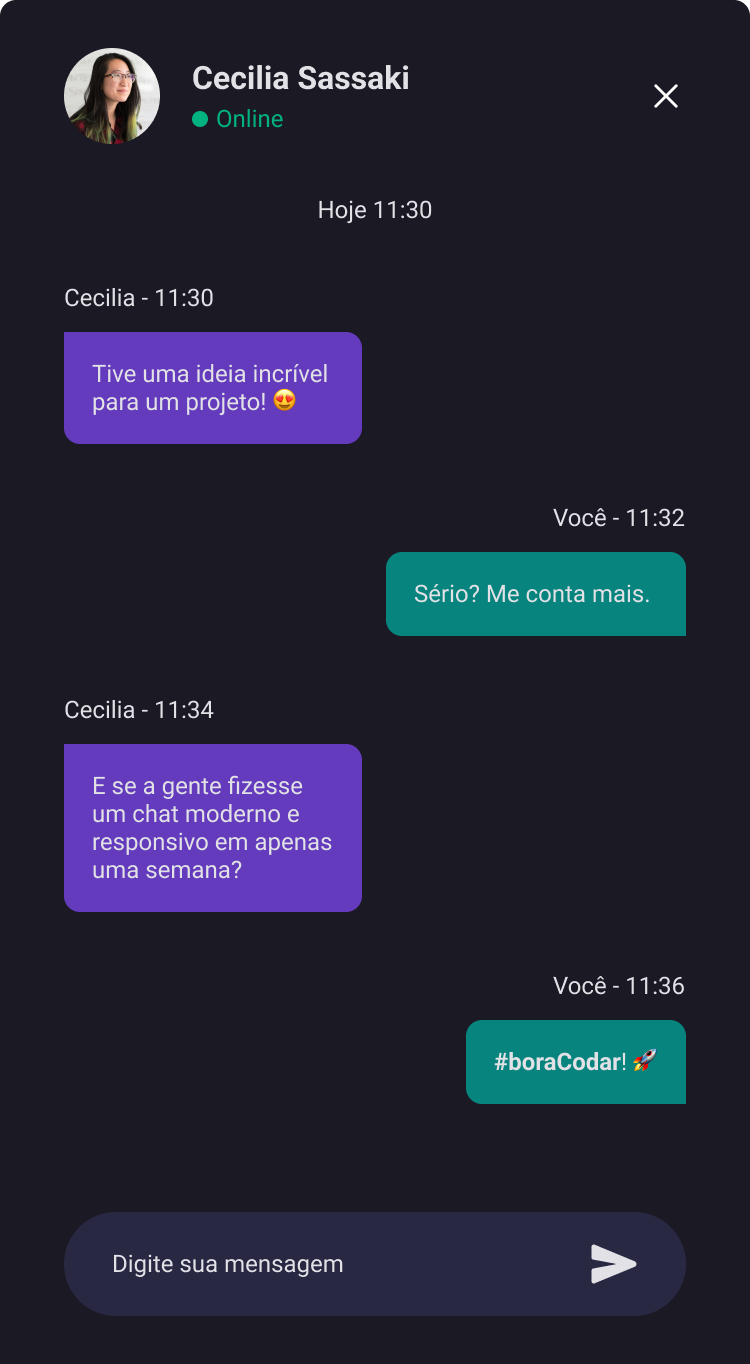 Cecilia Sassaki
Online
Hoje 11:30
Cecilia - 11:30
Tive uma ideia incrível
para um projeto! 😍
Você - 11:32
Sério? Me conta mais.
Cecilia - 11:34
E se a gente fizesse
um chat moderno e
responsivo em apenas
uma semana?
Você - 11:36
#boraCodar! 🚀
Digite sua mensagem